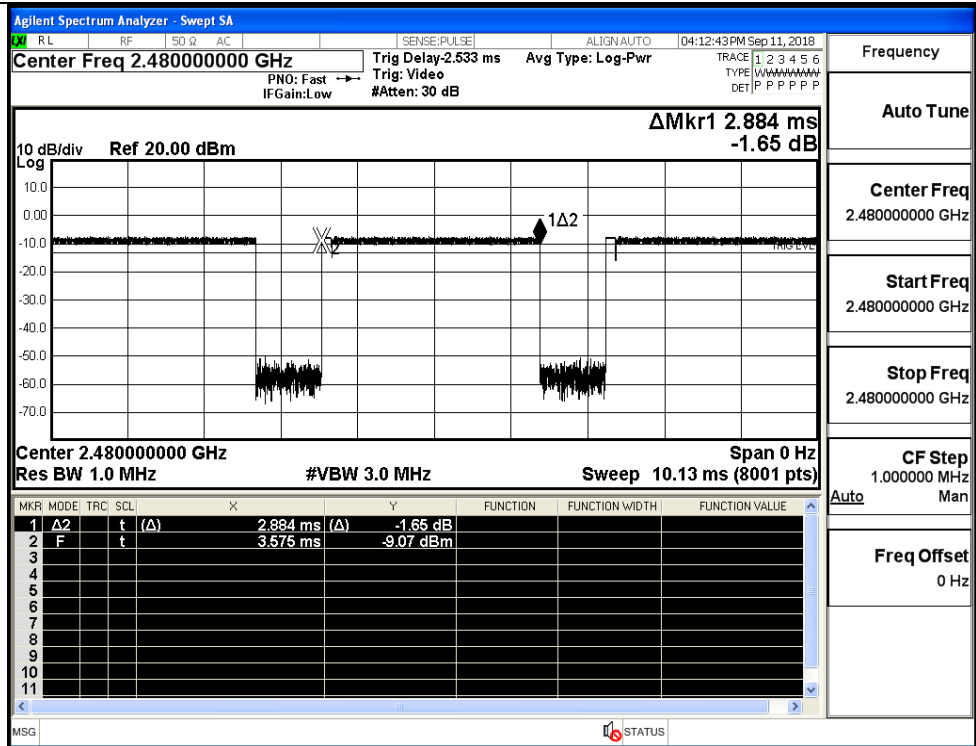 Agilent Spectrum Analyzer - Swept SA
LXI RL RF 50 Ω AC SENSE:PULSE ALIGN AUTO 04:12:43 PM Sep 11, 2018
Center Freq 2.480000000 GHz
PNO: Fast
IFGain:Low
Trig Delay-2.533 ms
Trig: Video
#Atten: 30 dB
Avg Type: Log-Pwr
TRACE 1 2 3 4 5 6
TYPE
DET P P P P P P
Frequency
ΔMkr1 2.884 ms
-1.65 dB
10 dB/div Ref 20.00 dBm
Log
10.0
0.00
-10.0
-20.0
-30.0
-40.0
-50.0
-60.0
-70.0
1Δ2
2
TRIG LVL
Center 2.480000000 GHz Span 0 Hz
Res BW 1.0 MHz #VBW 3.0 MHz Sweep 10.13 ms (8001 pts)
MKR MODE TRC SCL X Y FUNCTION FUNCTION WIDTH FUNCTION VALUE
1 Δ2 t (Δ) 2.884 ms (Δ) -1.65 dB
2 F t 3.575 ms -9.07 dBm
3
4
5
6
7
8
9
10
11
MSG STATUS
Auto Tune
Center Freq
2.480000000 GHz
Start Freq
2.480000000 GHz
Stop Freq
2.480000000 GHz
CF Step
1.000000 MHz
Auto Man
Freq Offset
0 Hz